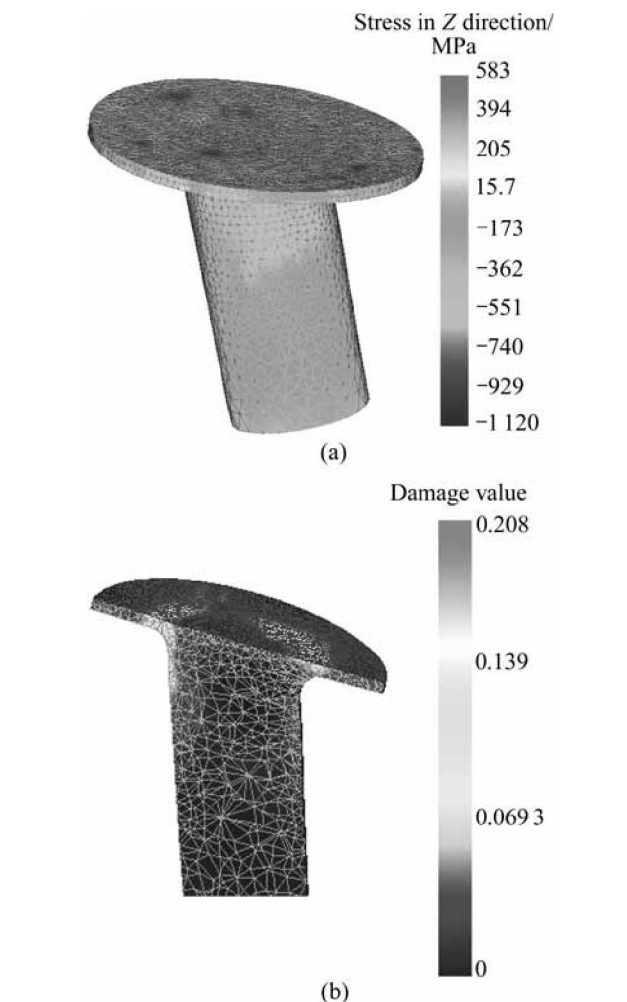 Stress in Z direction/
MPa
583
394
205
15.7
−173
−362
−551
−740
−929
−1 120
(a)
Damage value
0.208
0.139
0.069 3
0
(b)